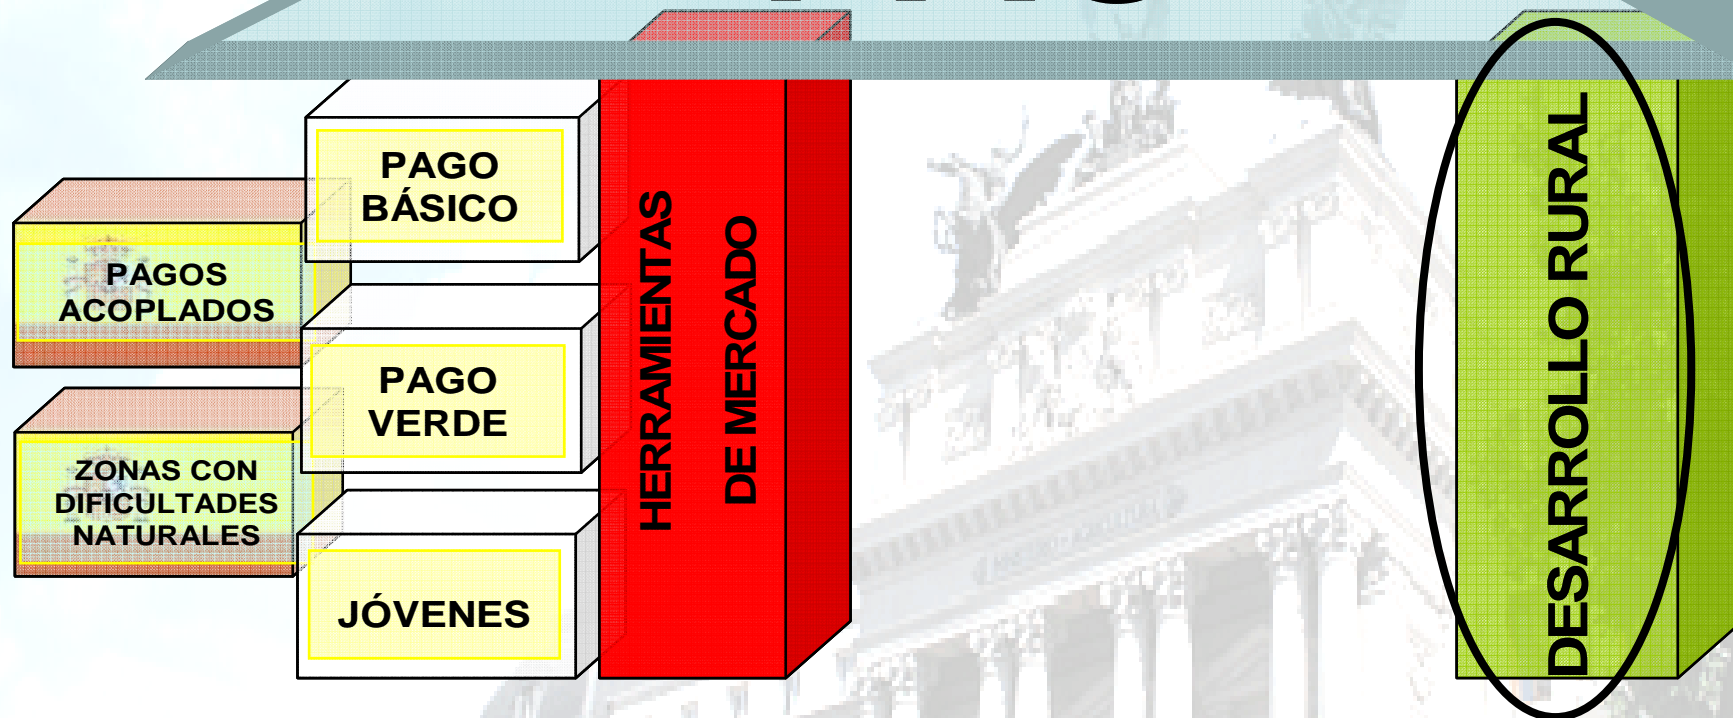 PAGO
BÁSICO
PAGOS
ACOPLADOS
PAGO
VERDE
ZONAS CON
DIFICULTADES
NATURALES
JÓVENES
HERRAMIENTAS
DE MERCADO
DESARROLLO RURAL